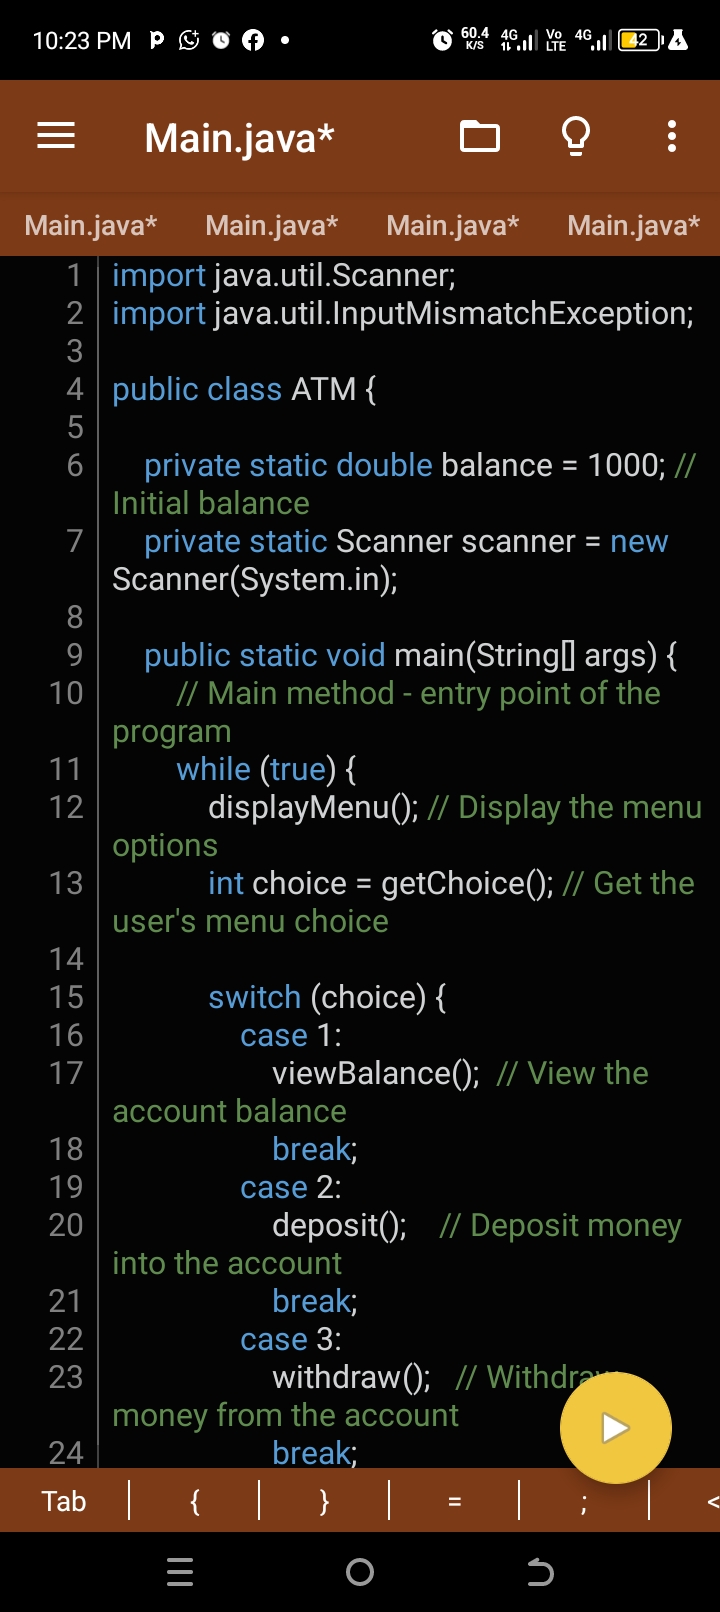 10:23 PM 60.4 K/S 4G Vo LTE 4G 42
Main.java*
Main.java* Main.java* Main.java* Main.java*
1 import java.util.Scanner;
2 import java.util.InputMismatchException;
3
4 public class ATM {
5
6 private static double balance = 1000; //
Initial balance
7 private static Scanner scanner = new
Scanner(System.in);
8
9 public static void main(String[] args) {
10 // Main method - entry point of the
program
11 while (true) {
12 displayMenu(); // Display the menu
options
13 int choice = getChoice(); // Get the
user's menu choice
14
15 switch (choice) {
16 case 1:
17 viewBalance(); // View the
account balance
18 break;
19 case 2:
20 deposit(); // Deposit money
into the account
21 break;
22 case 3:
23 withdraw(); // Withdraw
money from the account
24 break;
Tab { } = ; <